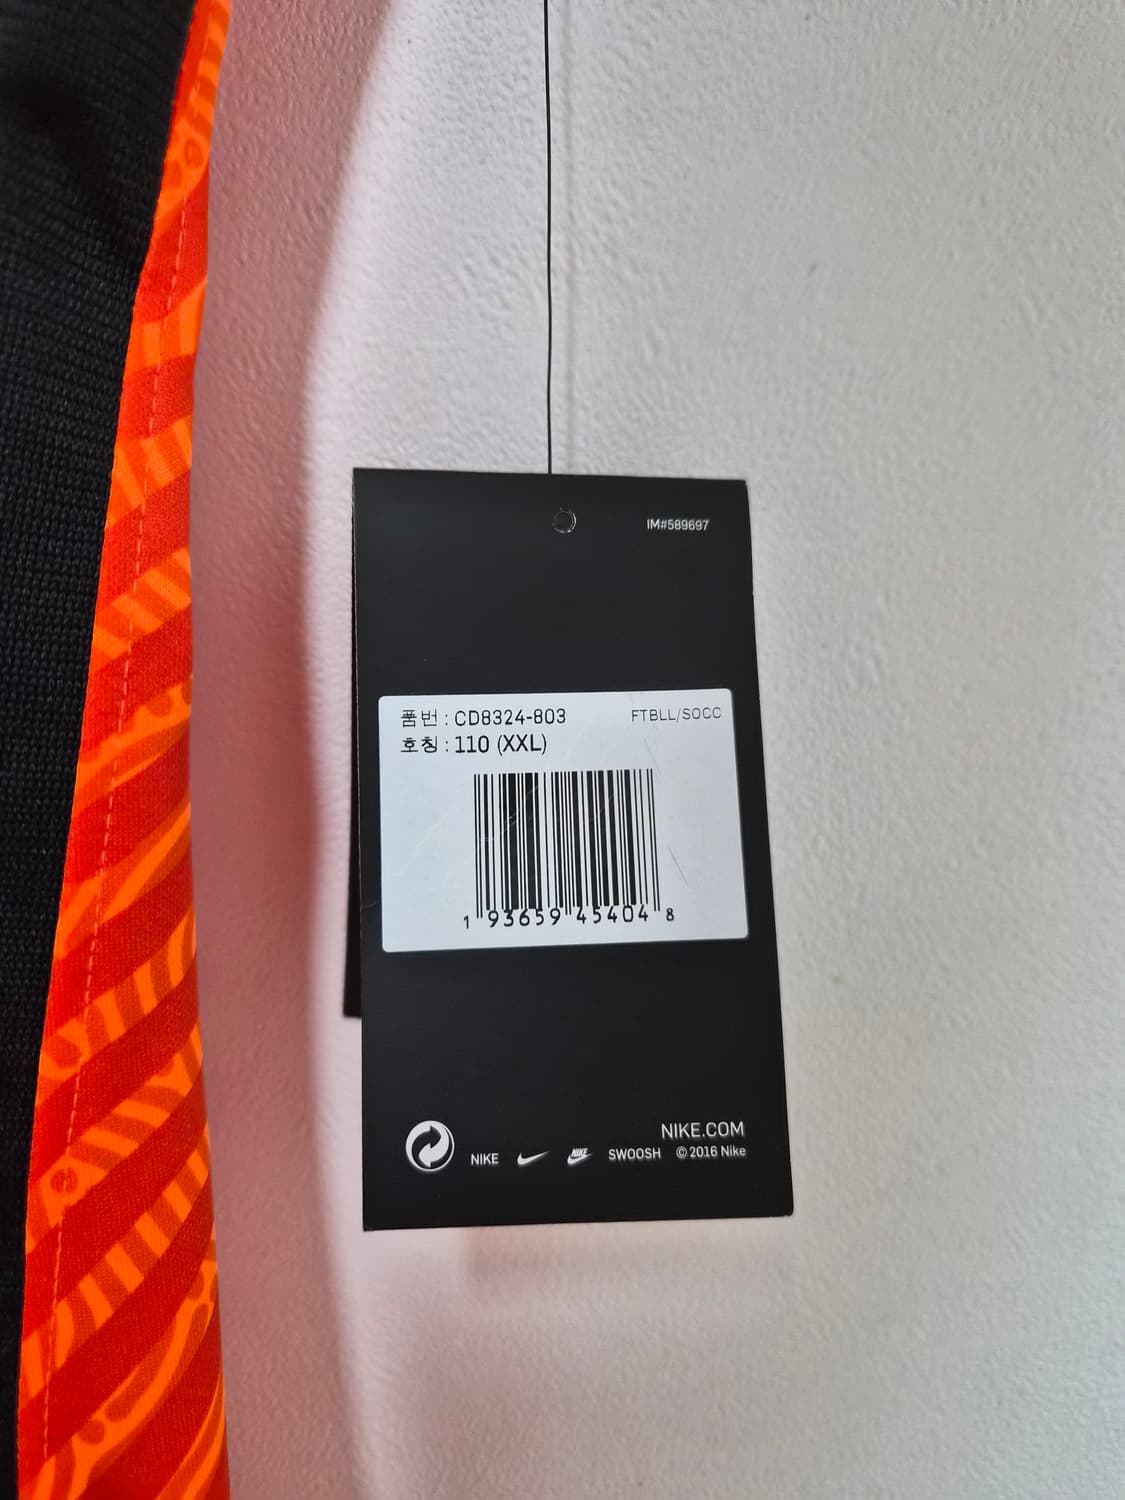 IM#589697
품번 : CD8324-803 FTBLL/SOCC
호칭 : 110 (XXL)
1 93659 45404 8
NIKE.COM
NIKE NIKE SWOOSH ©2016 Nike